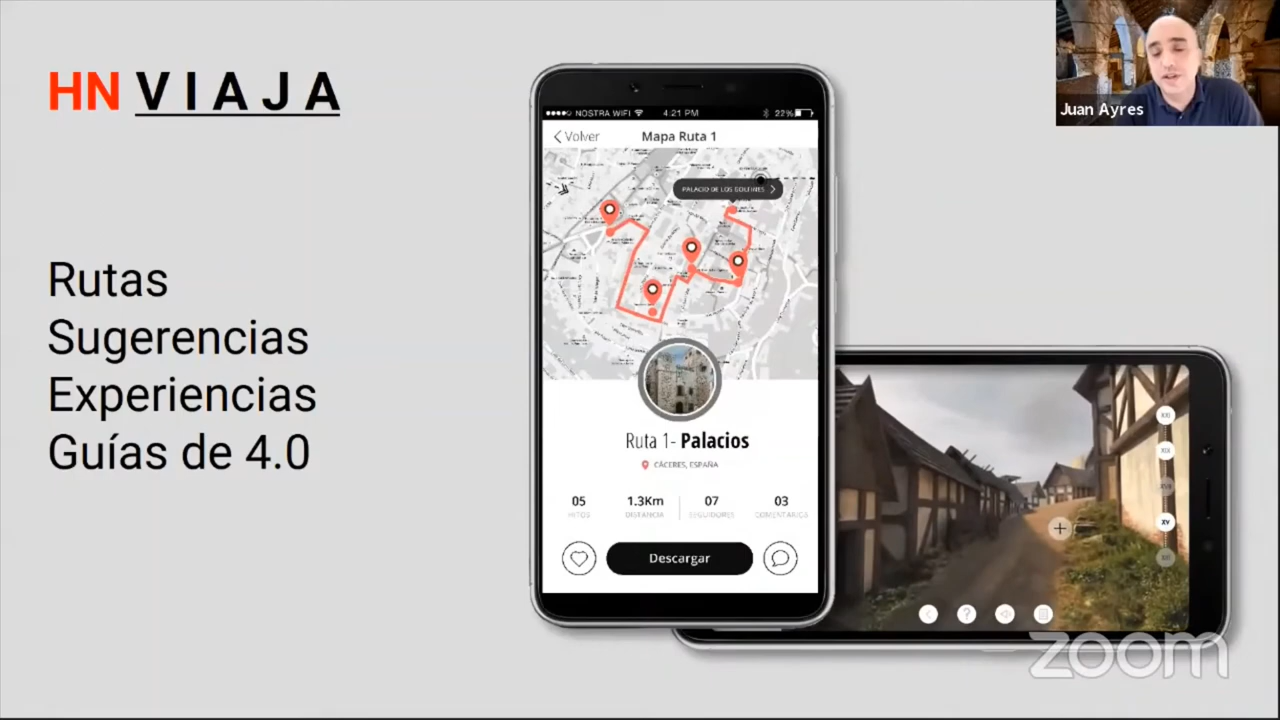 HN VIAJA
Rutas
Sugerencias
Experiencias
Guías de 4.0
NOSTRA WIFI 4:21 PM 22%
Volver Mapa Ruta 1
PALACIO DE LOS GOLFINES
Ruta 1- Palacios
CÁCERES, ESPAÑA
05 1.3Km 07 03
HITOS DISTANCIA SEGUIDORES COMENTARIOS
Descargar
Juan Ayres
XXI
XIX
XVII
XV
?
zoom